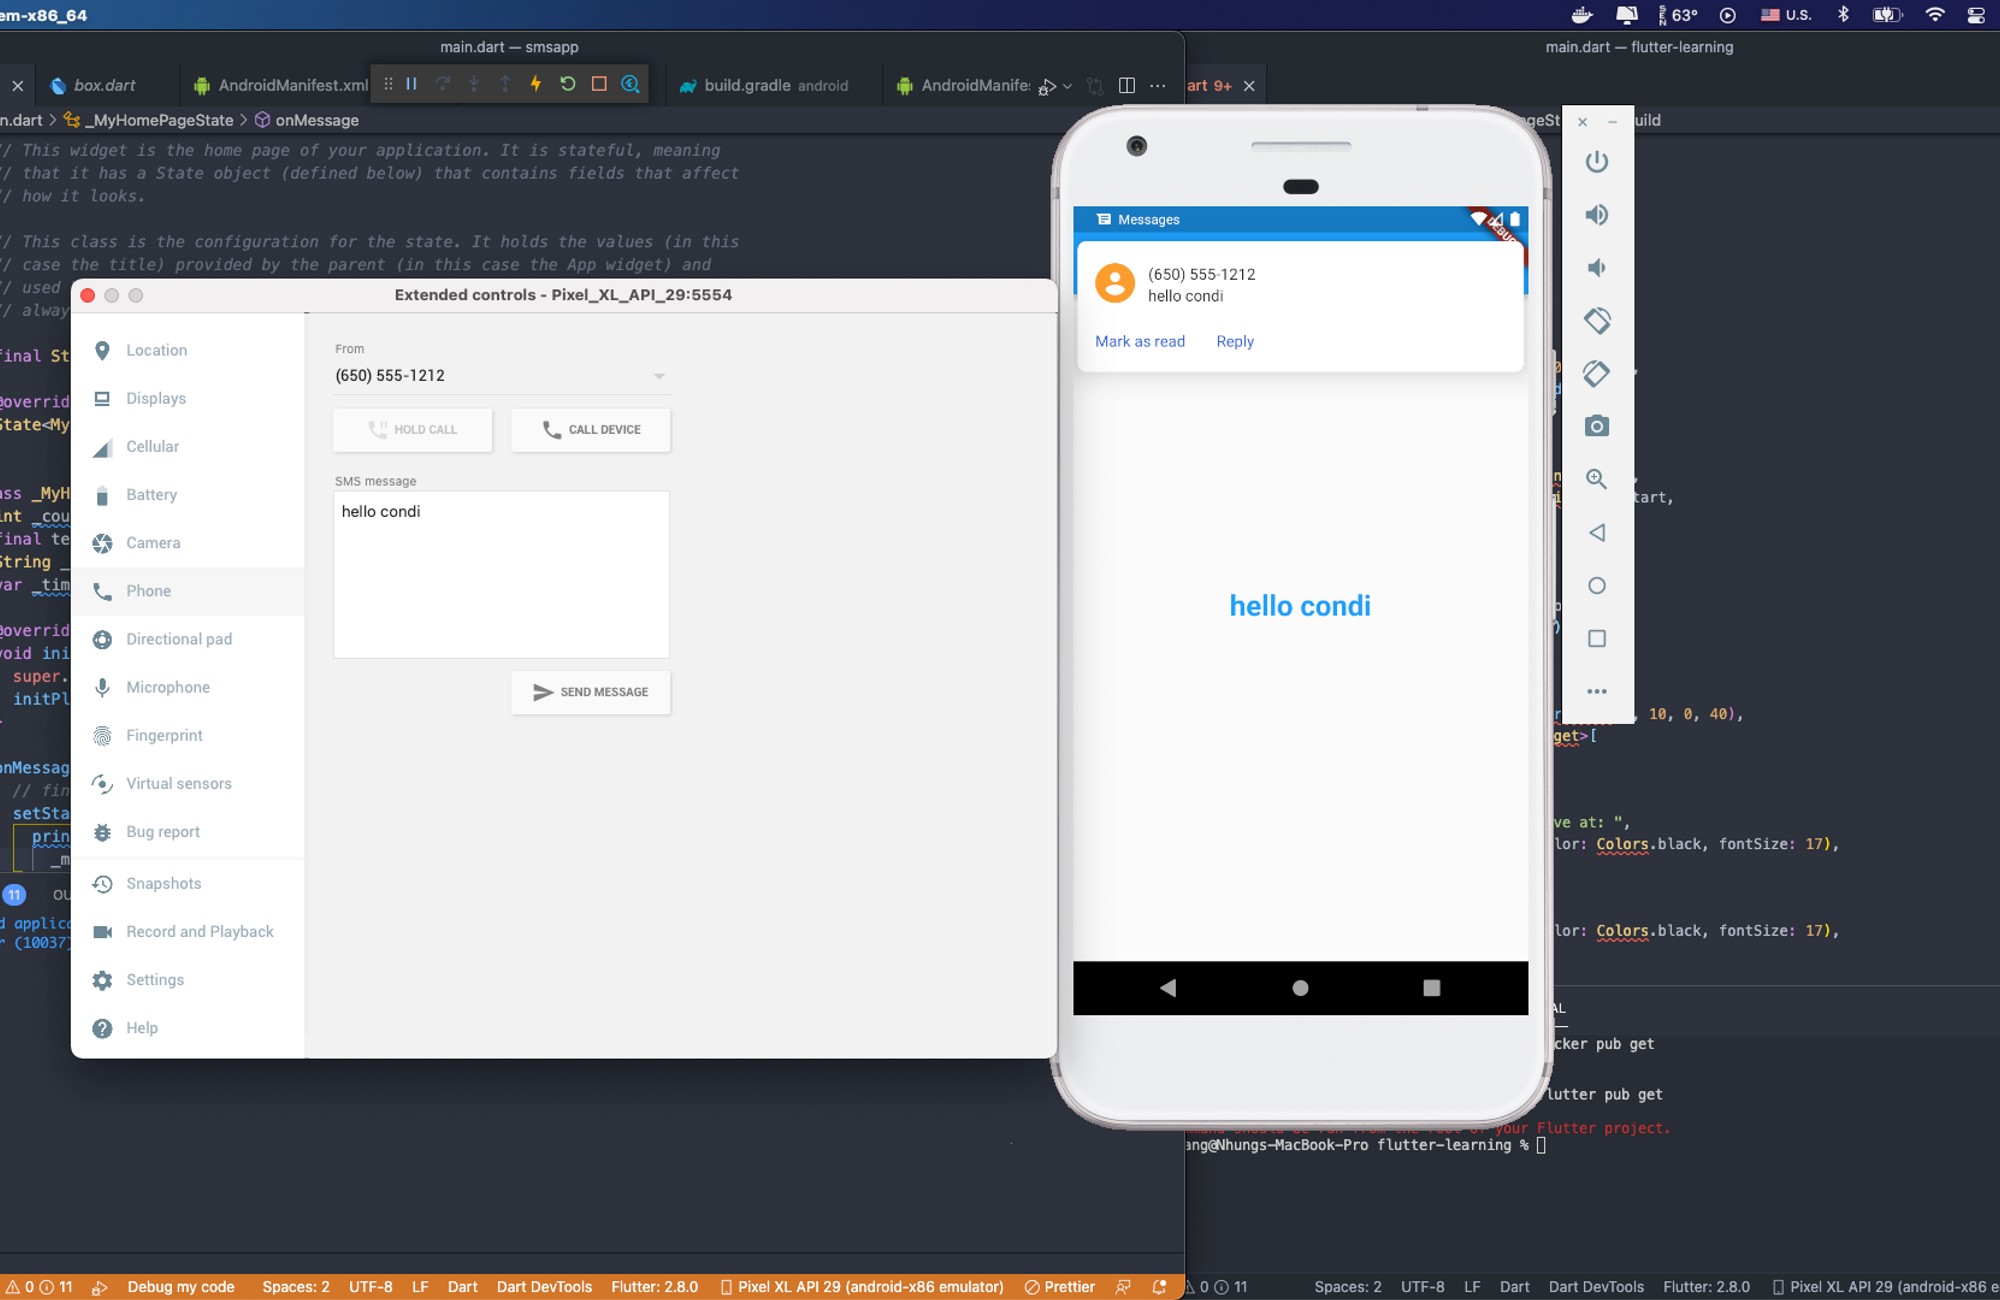 em-x86_64
63° U.S.
main.dart — smsapp
main.dart — flutter-learning
box.dart AndroidManifest.xml build.gradle android AndroidManifes art 9+
n.dart > _MyHomePageState > onMessage
geSt uild
// This widget is the home page of your application. It is stateful, meaning
// that it has a State object (defined below) that contains fields that affect
// how it looks.
// This class is the configuration for the state. It holds the values (in this
// case the title) provided by the parent (in this case the App widget) and
// used
// alway
final St
@overrid
State<My
ass _MyH
int _cou
final te
String _
var _tim
@overrid
void ini
super.
initPl
onMessag
// fin
setSta
prin
_m
11 OU
d applic
r (10037)
Extended controls - Pixel_XL_API_29:5554
Location
Displays
Cellular
Battery
Camera
Phone
Directional pad
Microphone
Fingerprint
Virtual sensors
Bug report
Snapshots
Record and Playback
Settings
Help
From
(650) 555-1212
HOLD CALL CALL DEVICE
SMS message
hello condi
SEND MESSAGE
Messages
DEBUG
(650) 555-1212
hello condi
Mark as read Reply
hello condi
tart,
, 10, 0, 40),
get>[
ve at: ",
lor: Colors.black, fontSize: 17),
lor: Colors.black, fontSize: 17),
AL
cker pub get
lutter pub get
your Flutter project.
ang@Nhungs-MacBook-Pro flutter-learning %
0 11 Debug my code Spaces: 2 UTF-8 LF Dart Dart DevTools Flutter: 2.8.0 Pixel XL API 29 (android-x86 emulator) Prettier
0 11 Spaces: 2 UTF-8 LF Dart Dart DevTools Flutter: 2.8.0 Pixel XL API 29 (android-x86 e